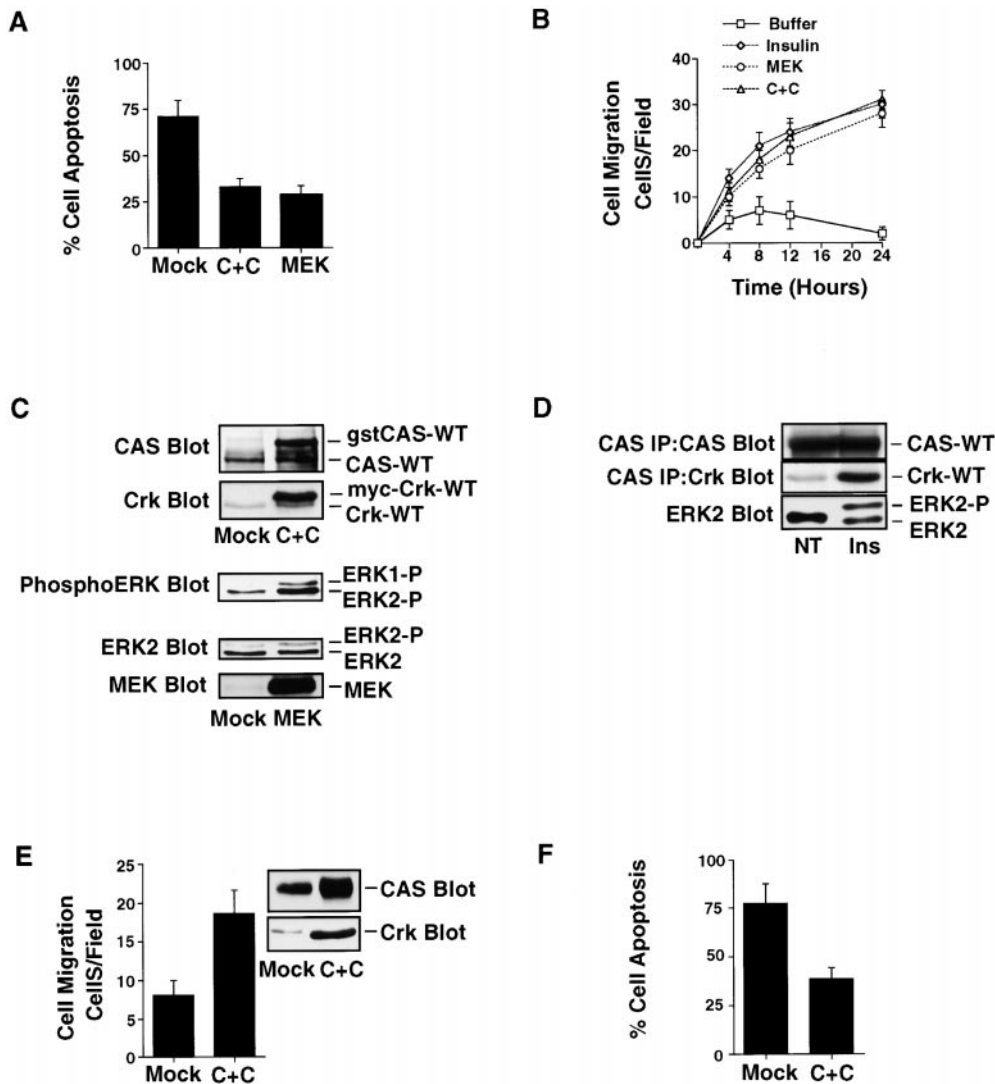 A
% Cell Apoptosis
100
75
50
25
0
Mock C+C MEK
B
Buffer
Insulin
MEK
C+C
Cell Migration
CellS/Field
40
30
20
10
0
4 8 12 16 20 24
Time (Hours)
C
CAS Blot
gstCAS-WT
CAS-WT
Crk Blot
myc-Crk-WT
Crk-WT
Mock C+C
PhosphoERK Blot
ERK1-P
ERK2-P
ERK2 Blot
ERK2-P
ERK2
MEK Blot
MEK
Mock MEK
D
CAS IP:CAS Blot
CAS-WT
CAS IP:Crk Blot
Crk-WT
ERK2 Blot
ERK2-P
ERK2
NT Ins
E
Cell Migration
CellS/Field
25
20
15
10
5
0
Mock C+C
CAS Blot
Crk Blot
Mock C+C
F
% Cell Apoptosis
100
75
50
25
0
Mock C+C